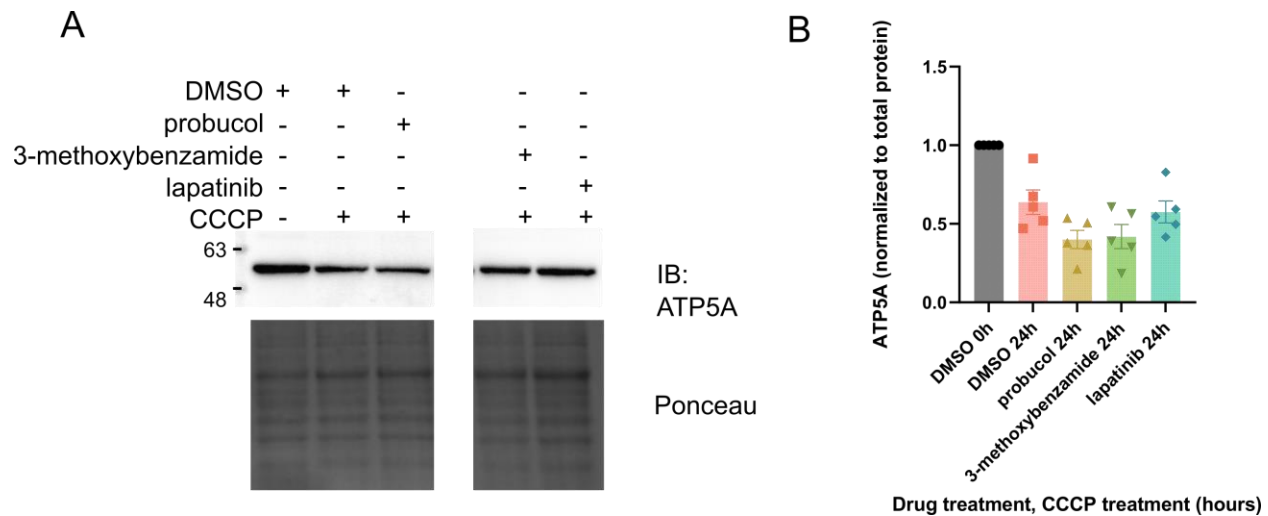 A
DMSO + + - - -
probucol - - + - -
3-methoxybenzamide - - - + -
lapatinib - - - - +
CCCP - + + + +
63
48
IB:
ATP5A
Ponceau
B
ATP5A (normalized to total protein)
1.5
1.0
0.5
0.0
DMSO 0h
DMSO 24h
probucol 24h
3-methoxybenzamide 24h
lapatinib 24h
Drug treatment, CCCP treatment (hours)